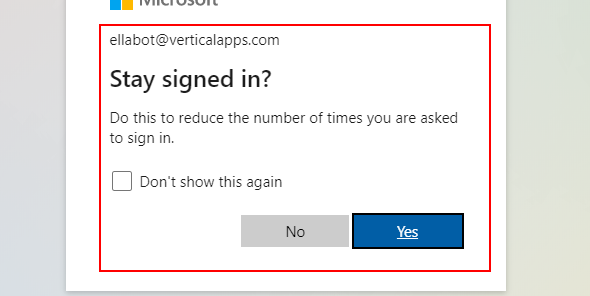 Microsoft
ellabot@verticalapps.com
Stay signed in?
Do this to reduce the number of times you are asked
to sign in.
Don't show this again
No
Yes